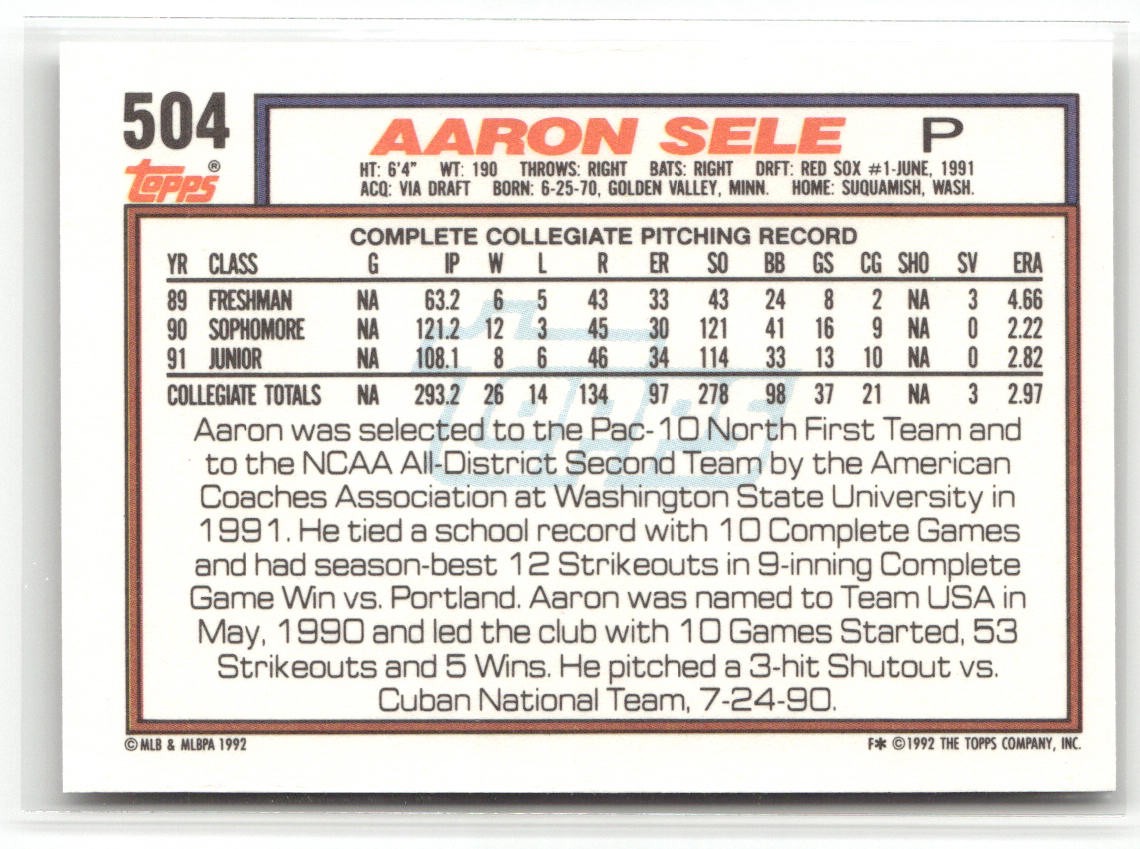 504
AARON SELE P
Topps®
HT: 6'4" WT: 190 THROWS: RIGHT BATS: RIGHT DRFT: RED SOX #1-JUNE, 1991
ACQ: VIA DRAFT BORN: 6-25-70, GOLDEN VALLEY, MINN. HOME: SUQUAMISH, WASH.
COMPLETE COLLEGIATE PITCHING RECORD
YR CLASS G IP W L R ER SO BB GS CG SHO SV ERA
89 FRESHMAN NA 63.2 6 5 43 33 43 24 8 2 NA 3 4.66
90 SOPHOMORE NA 121.2 12 3 45 30 121 41 16 9 NA 0 2.22
91 JUNIOR NA 108.1 8 6 46 34 114 33 13 10 NA 0 2.82
COLLEGIATE TOTALS NA 293.2 26 14 134 97 278 98 37 21 NA 3 2.97
Topps
Aaron was selected to the Pac-10 North First Team and
to the NCAA All-District Second Team by the American
Coaches Association at Washington State University in
1991. He tied a school record with 10 Complete Games
and had season-best 12 Strikeouts in 9-inning Complete
Game Win vs. Portland. Aaron was named to Team USA in
May, 1990 and led the club with 10 Games Started, 53
Strikeouts and 5 Wins. He pitched a 3-hit Shutout vs.
Cuban National Team, 7-24-90.
© MLB & MLBPA 1992
F* © 1992 THE TOPPS COMPANY, INC.